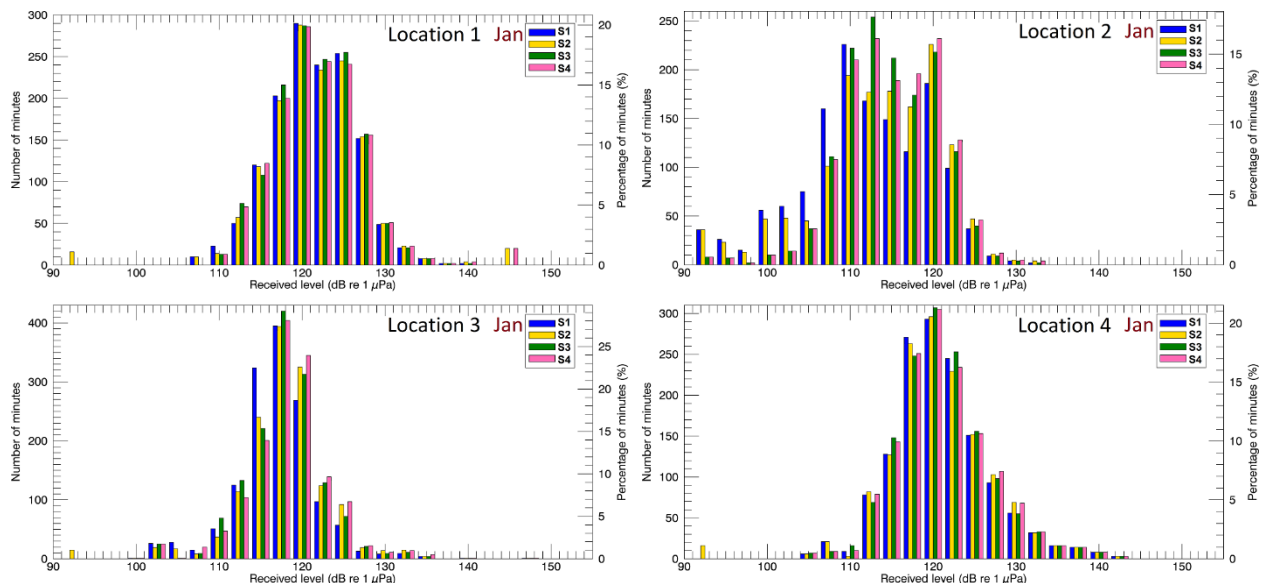 Location 1 Jan
S1
S2
S3
S4
Number of minutes
300
250
200
150
100
50
0
Percentage of minutes (%)
20
15
10
5
0
90 100 110 120 130 140 150
Received level (dB re 1 µPa)
Location 2 Jan
S1
S2
S3
S4
Number of minutes
250
200
150
100
50
0
Percentage of minutes (%)
15
10
5
0
90 100 110 120 130 140 150
Received level (dB re 1 µPa)
Location 3 Jan
S1
S2
S3
S4
Number of minutes
400
300
200
100
0
Percentage of minutes (%)
25
20
15
10
5
0
90 100 110 120 130 140 150
Received level (dB re 1 µPa)
Location 4 Jan
S1
S2
S3
S4
Number of minutes
300
250
200
150
100
50
0
Percentage of minutes (%)
20
15
10
5
0
90 100 110 120 130 140 150
Received level (dB re 1 µPa)